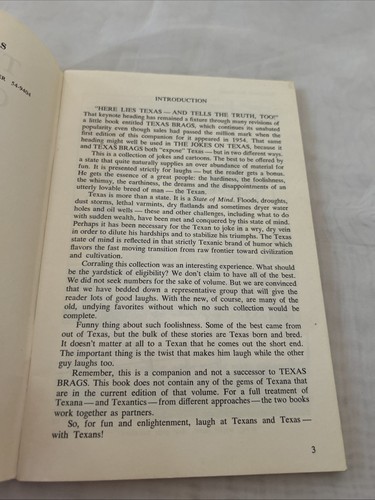 S
R 54-9404
INTRODUCTION
"HERE LIES TEXAS — AND TELLS THE TRUTH, TOO!"
That keynote heading has remained a fixture through many revisions of
a little book entitled TEXAS BRAGS, which continues its unabated
popularity even though sales had passed the million mark when the
first edition of this companion for it appeared in 1954. That same
heading might well be used in THE JOKES ON TEXAS, because it
and TEXAS BRAGS both "expose" Texas — but in two different ways.
This is a collection of jokes and cartoons. The best to be offered by
a state that quite naturally supplies an over abundance of material for
fun. It is presented strictly for laughs — but the reader gets a bonus.
He gets the essence of a great people: the hardiness, the foolishness,
the whimsy, the earthiness, the dreams and the disappointments of an
utterly lovable breed of man — the Texan.
Texas is more than a state. It is a State of Mind. Floods, droughts,
dust storms, lethal varmints, dry flatlands and sometimes dryer water
holes and oil wells — these and other challenges, including what to do
with sudden wealth, have been met and conquered by this state of mind.
Perhaps it has been necessary for the Texan to joke in a wry, dry vein
in order to dilute his hardships and to stabilize his triumphs. The Texas
state of mind is reflected in that strictly Texanic brand of humor which
flavors the fast moving transition from raw frontier toward civilization
and cultivation.
Corraling this collection was an interesting experience. What should
be the yardstick of eligibility? We don't claim to have all of the best.
We did not seek numbers for the sake of volume. But we are convinced
that we have bedded down a representative group that will give the
reader lots of good laughs. With the new, of course, are many of the
old, undying favorites without which no such collection would be
complete.
Funny thing about such foolishness. Some of the best came from
out of Texas, but the bulk of these stories are Texas born and bred.
It doesn't matter at all to a Texan that he comes out the short end.
The important thing is the twist that makes him laugh while the other
guy laughs too.
Remember, this is a companion and not a successor to TEXAS
BRAGS. This book does not contain any of the gems of Texana that
are in the current edition of that volume. For a full treatment of
Texana — and Texantics — from different approaches — the two books
work together as partners.
So, for fun and enlightenment, laugh at Texans and Texas —
with Texans!
3